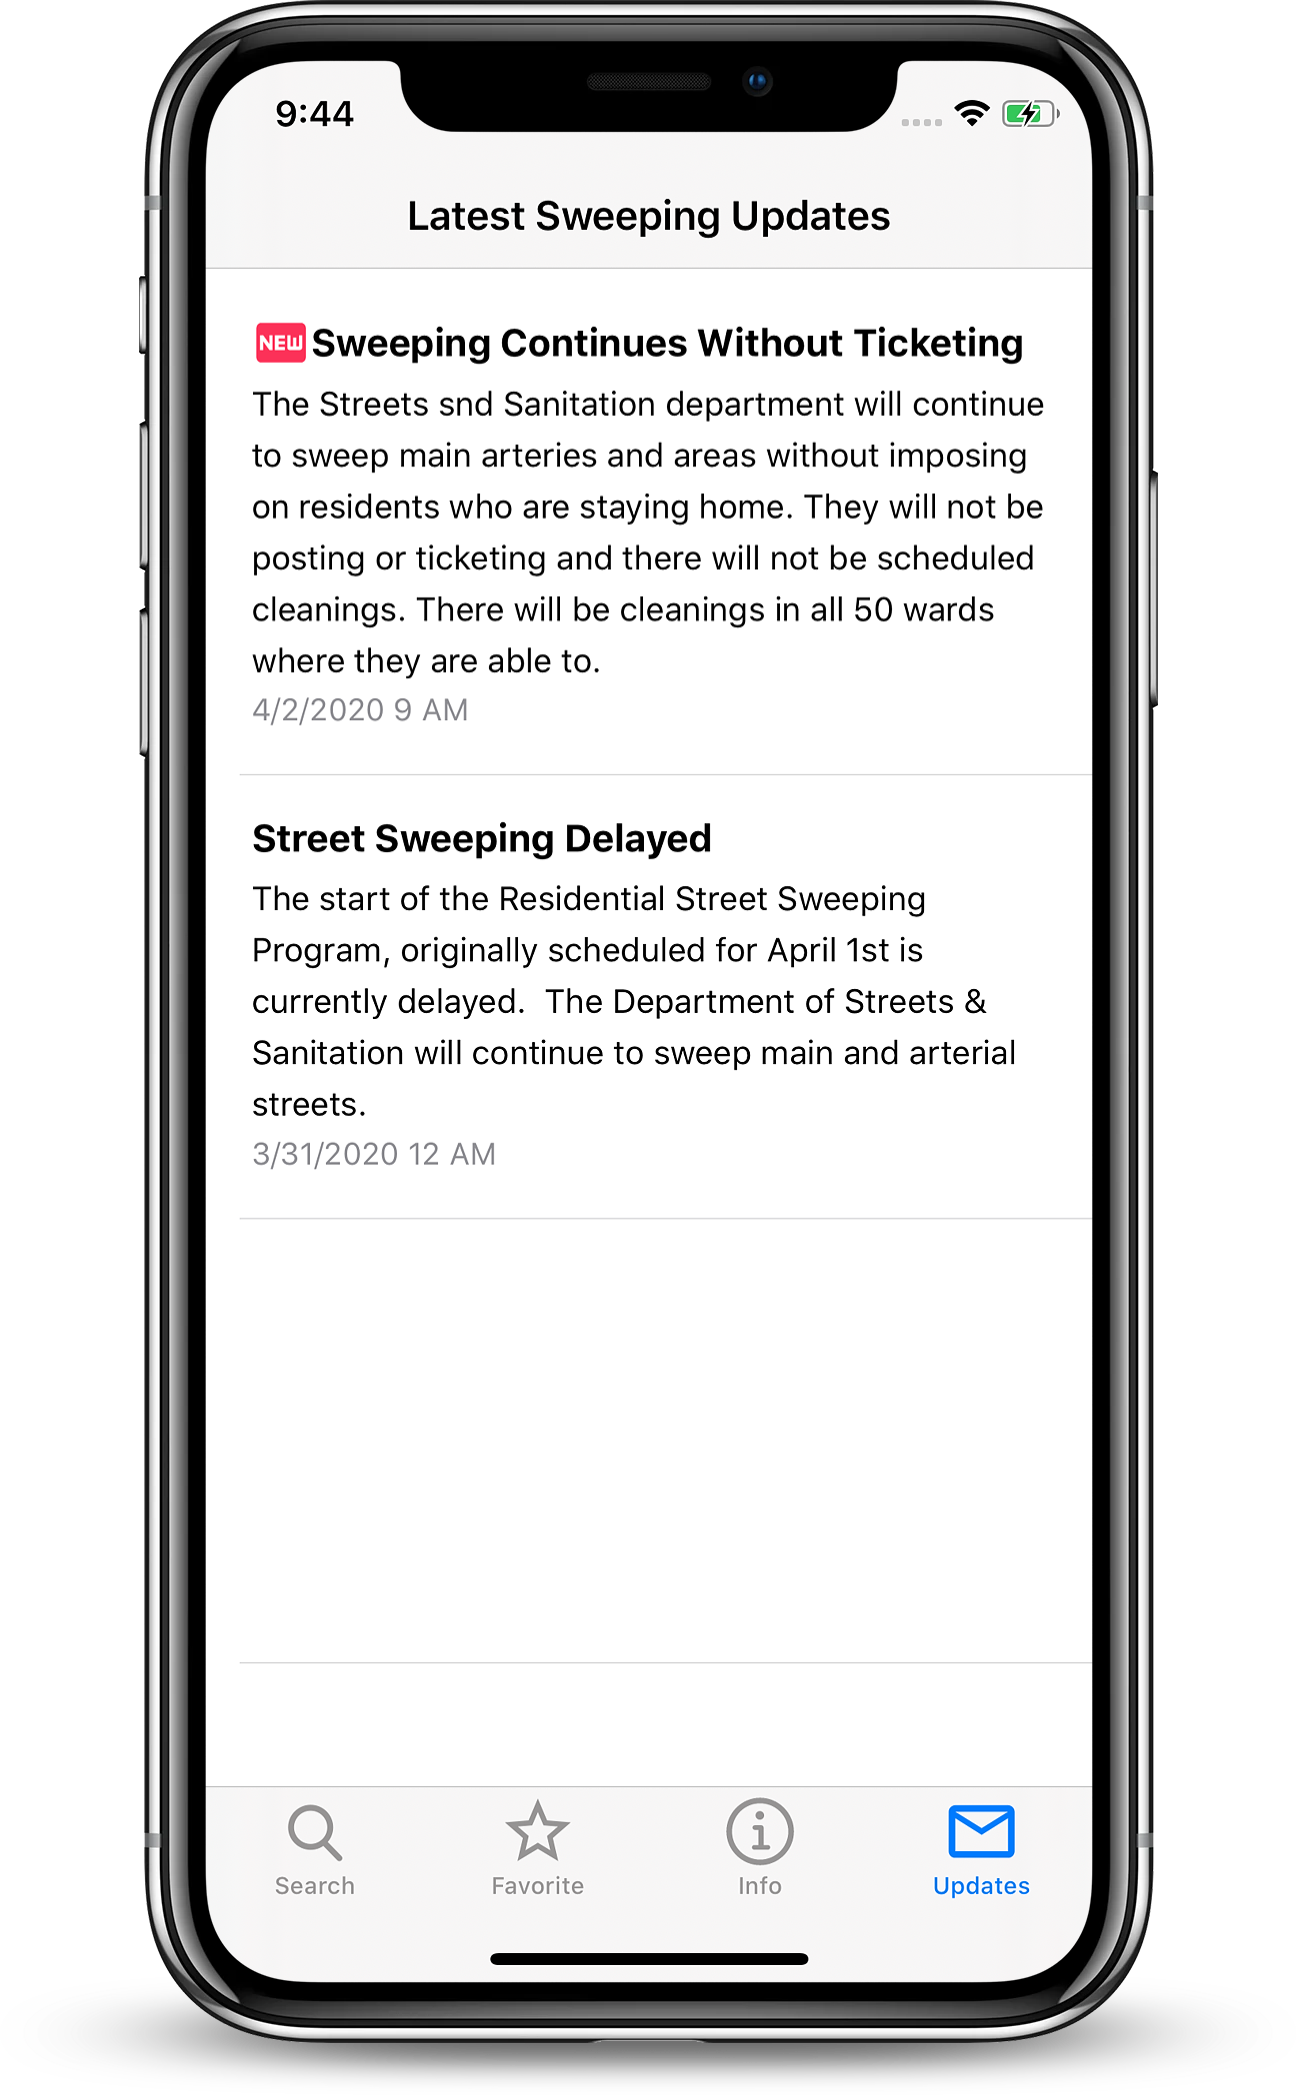 9:44
Latest Sweeping Updates
NEW Sweeping Continues Without Ticketing
The Streets snd Sanitation department will continue
to sweep main arteries and areas without imposing
on residents who are staying home. They will not be
posting or ticketing and there will not be scheduled
cleanings. There will be cleanings in all 50 wards
where they are able to.
4/2/2020 9 AM
Street Sweeping Delayed
The start of the Residential Street Sweeping
Program, originally scheduled for April 1st is
currently delayed.  The Department of Streets &
Sanitation will continue to sweep main and arterial
streets.
3/31/2020 12 AM
Search Favorite Info Updates